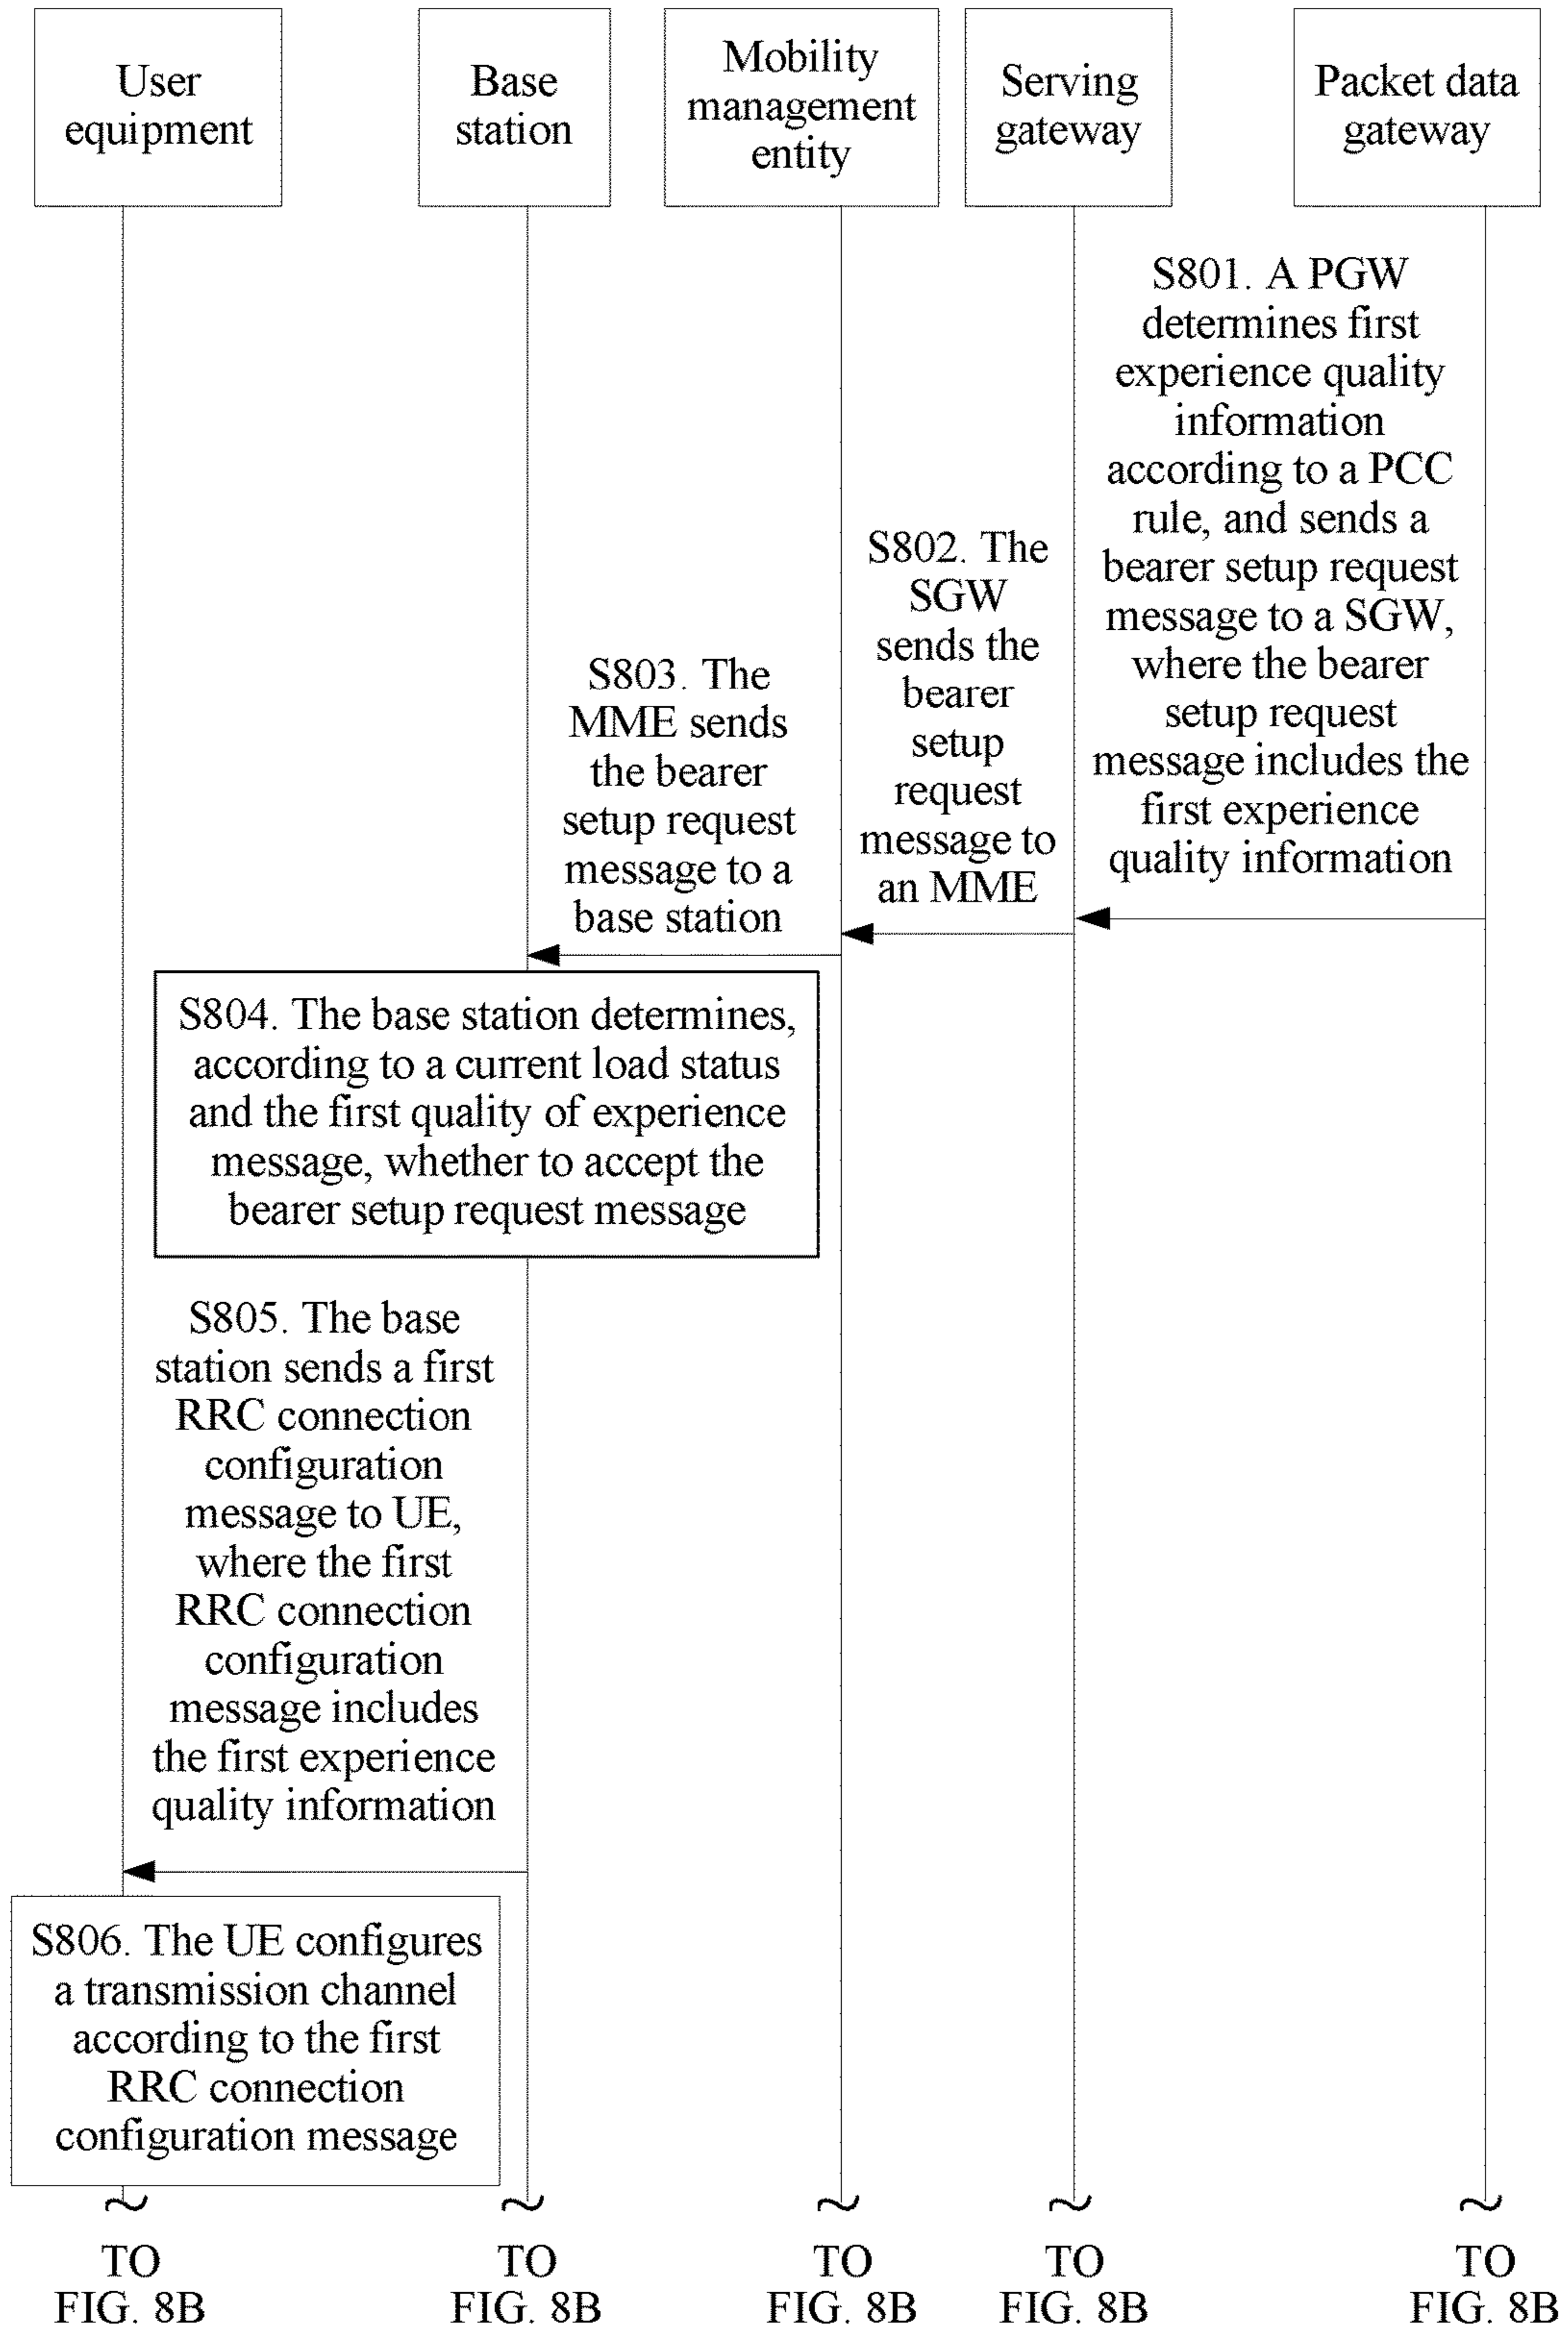 User
equipment
Base
station
Mobility
management
entity
Serving
gateway
Packet data
gateway
S801. A PGW
determines first
experience quality
information
according to a PCC
rule, and sends a
bearer setup request
message to a SGW,
where the bearer
setup request
message includes the
first experience
quality information
S802. The
SGW
sends the
bearer
setup
request
message to
an MME
S803. The
MME sends
the bearer
setup request
message to a
base station
S804. The base station determines,
according to a current load status
and the first quality of experience
message, whether to accept the
bearer setup request message
S805. The base
station sends a first
RRC connection
configuration
message to UE,
where the first
RRC connection
configuration
message includes
the first experience
quality information
S806. The UE configures
a transmission channel
according to the first
RRC connection
configuration message
TO
FIG. 8B
TO
FIG. 8B
TO
FIG. 8B
TO
FIG. 8B
TO
FIG. 8B